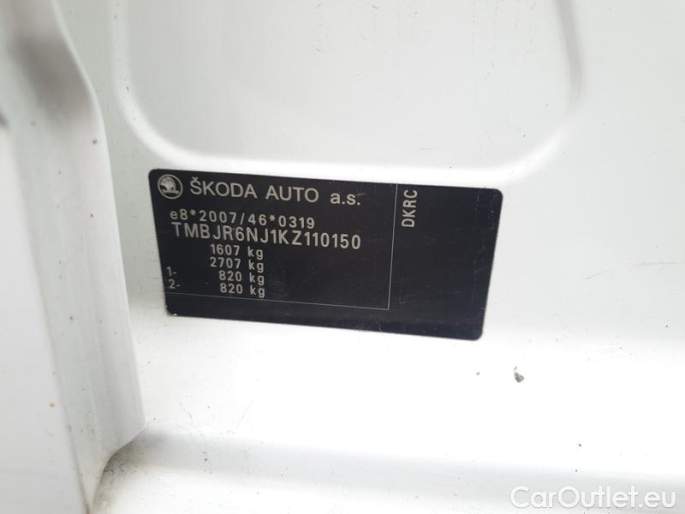 ŠKODA AUTO a.s.
e8*2007/46*0319
TMBJR6NJ1KZ110150
1607 kg
2707 kg
1- 820 kg
2- 820 kg
DKRC
CarOutlet.eu